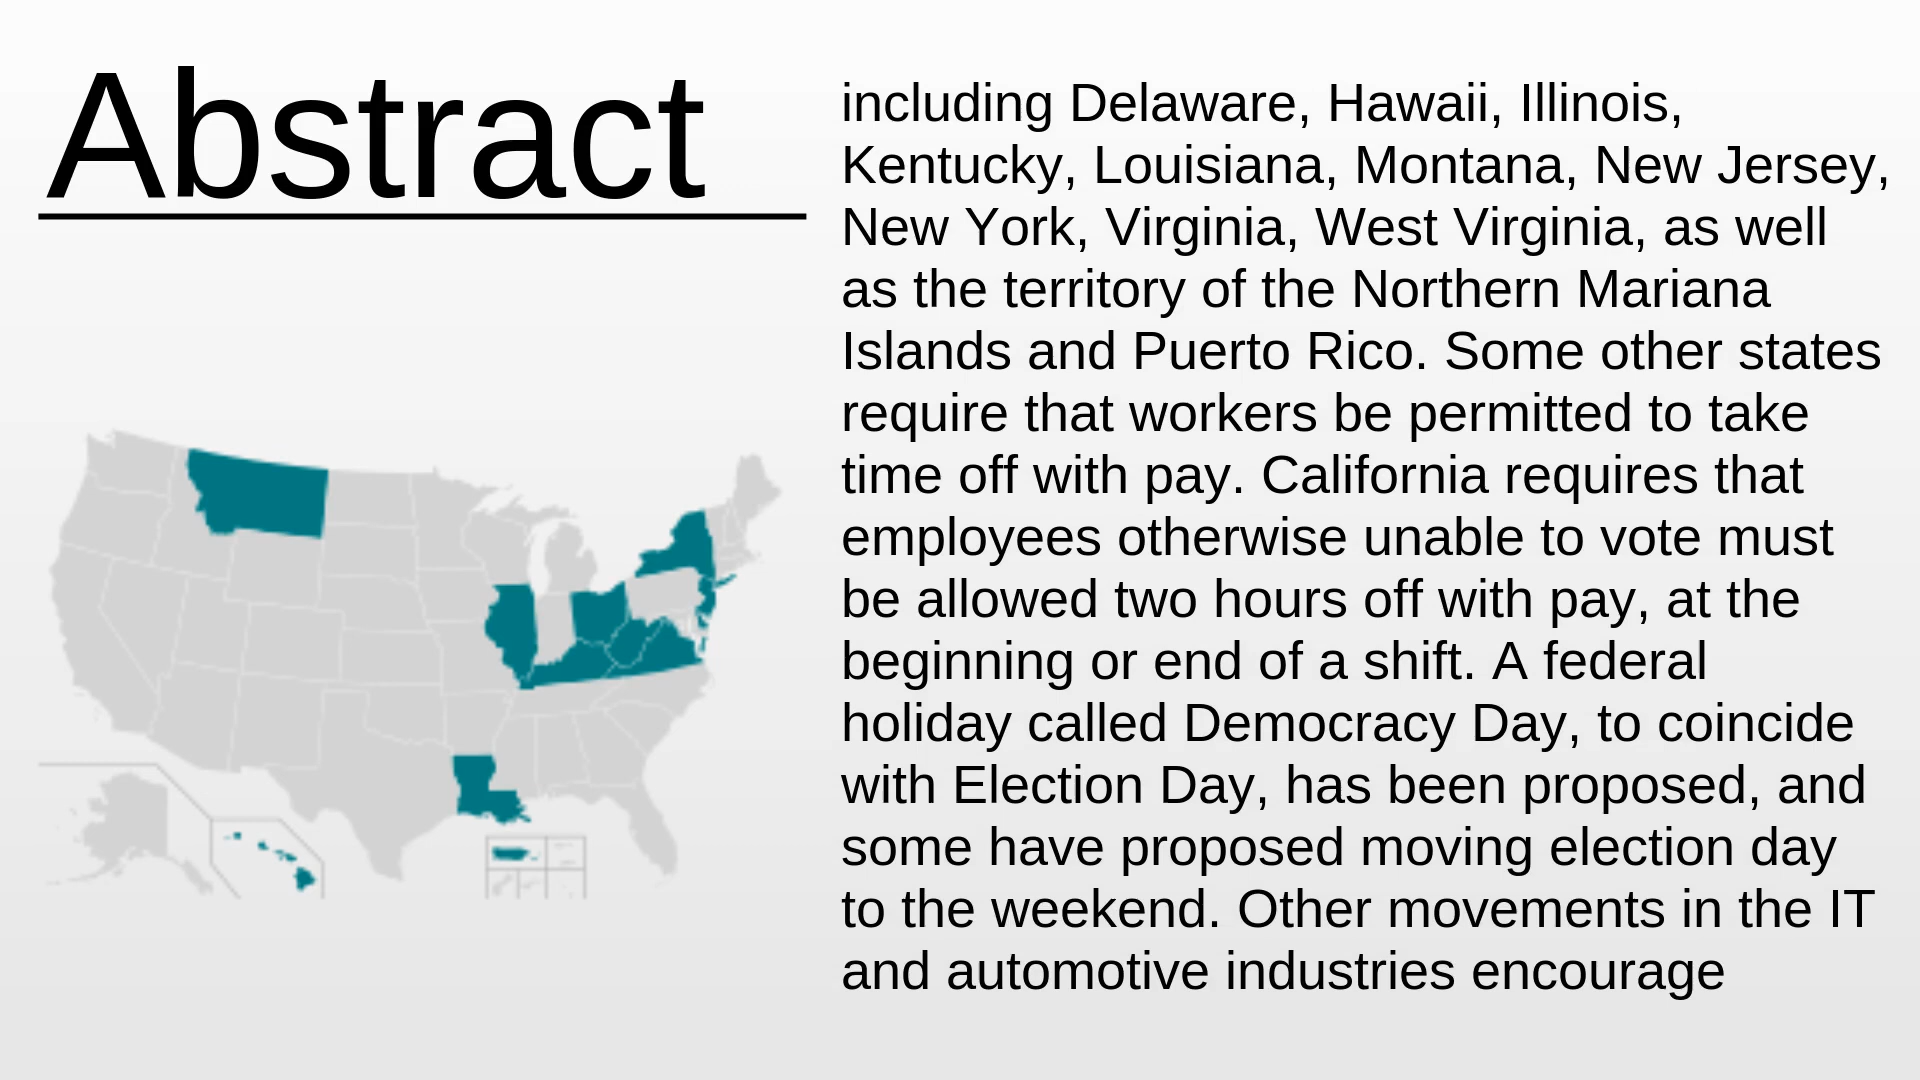 Abstract
including Delaware, Hawaii, Illinois,
Kentucky, Louisiana, Montana, New Jersey,
New York, Virginia, West Virginia, as well
as the territory of the Northern Mariana
Islands and Puerto Rico. Some other states
require that workers be permitted to take
time off with pay. California requires that
employees otherwise unable to vote must
be allowed two hours off with pay, at the
beginning or end of a shift. A federal
holiday called Democracy Day, to coincide
with Election Day, has been proposed, and
some have proposed moving election day
to the weekend. Other movements in the IT
and automotive industries encourage